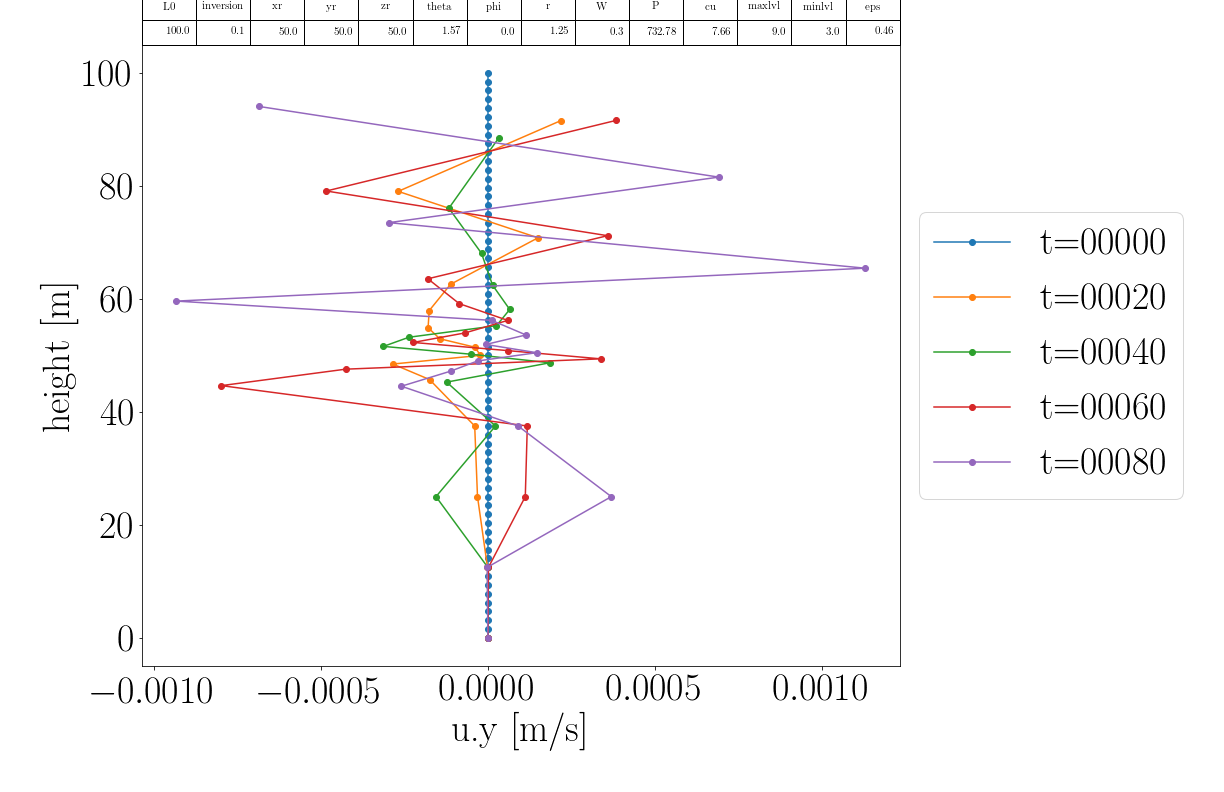 L0 inversion xr yr zr theta phi r W P cu maxlvl minlvl eps
100.0 0.1 50.0 50.0 50.0 1.57 0.0 1.25 0.3 732.78 7.66 9.0 3.0 0.46
100
80
60
40
20
0
height [m]
−0.0010 −0.0005 0.0000 0.0005 0.0010
u.y [m/s]
t=00000
t=00020
t=00040
t=00060
t=00080